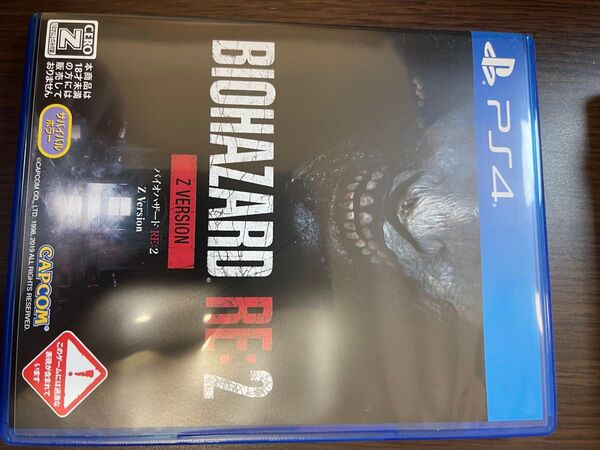 PS4
BIOHAZARD RE:2
Z VERSION
バイオハザード RE:2
Z Version
CERO
Z
本商品は
18才未満
の方には
販売して
おりません
サバイバル
ホラー
©CAPCOM CO., LTD. 1998, 2019 ALL RIGHTS RESERVED.
CAPCOM
このゲームには過激な
表現が含まれて
います